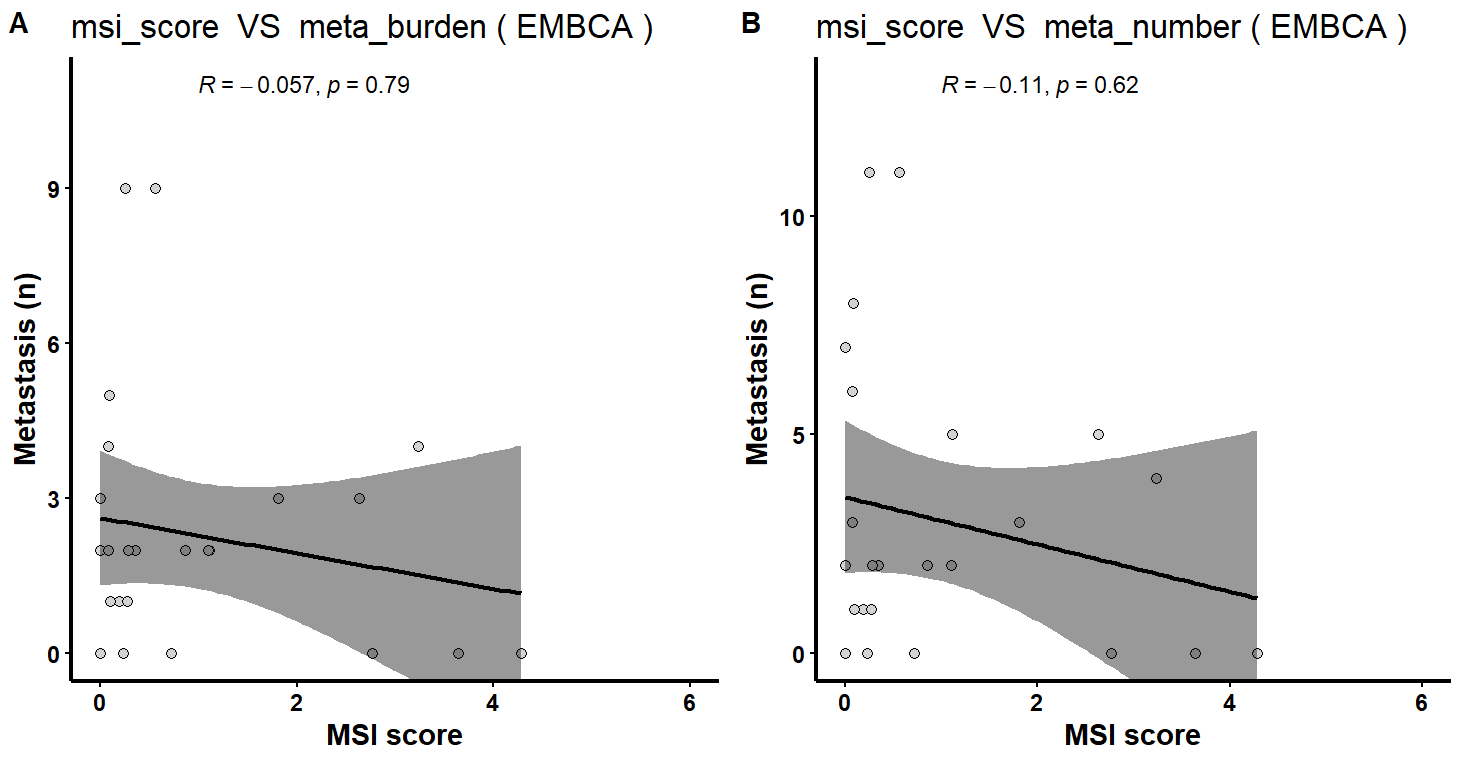 A
msi_score VS meta_burden ( EMBCA )
R = −0.057, p = 0.79
Metastasis (n)
9
6
3
0
0 2 4 6
MSI score
B
msi_score VS meta_number ( EMBCA )
R = −0.11, p = 0.62
Metastasis (n)
10
5
0
0 2 4 6
MSI score